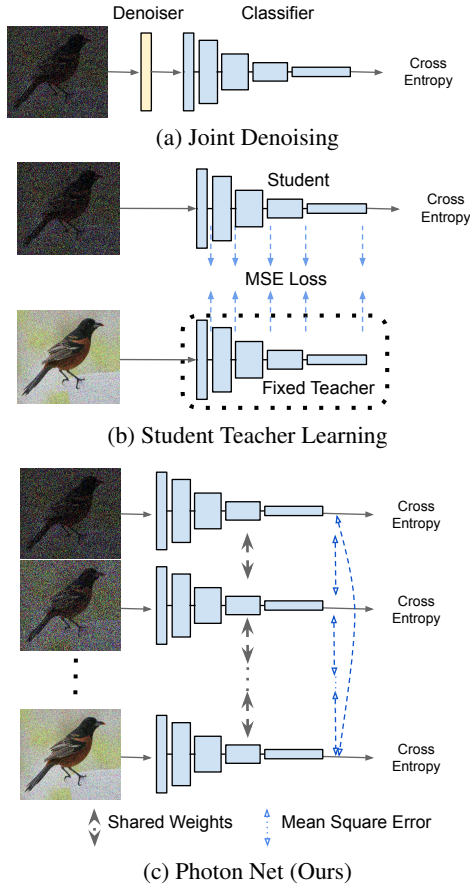 Denoiser
Classifier
Cross
Entropy
(a) Joint Denoising
Student
Cross
Entropy
MSE Loss
Fixed Teacher
(b) Student Teacher Learning
Cross
Entropy
Cross
Entropy
Cross
Entropy
Shared Weights
Mean Square Error
(c) Photon Net (Ours)